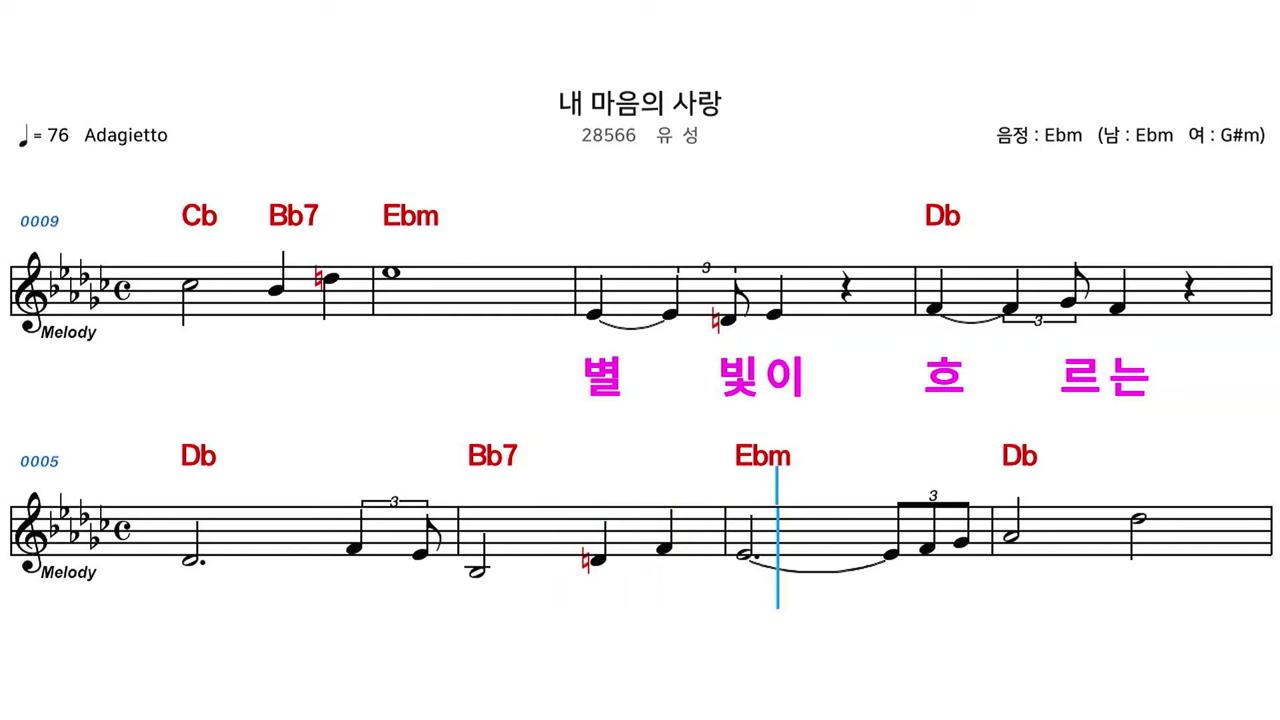 내 마음의 사랑
♩= 76 Adagietto 28566 유 성 음정 : Ebm (남 : Ebm 여 : G#m)
0009 Cb Bb7 Ebm Db
3
Melody
3
별 빛이 흐 르는
0005 Db Bb7 Ebm Db
3 3
Melody